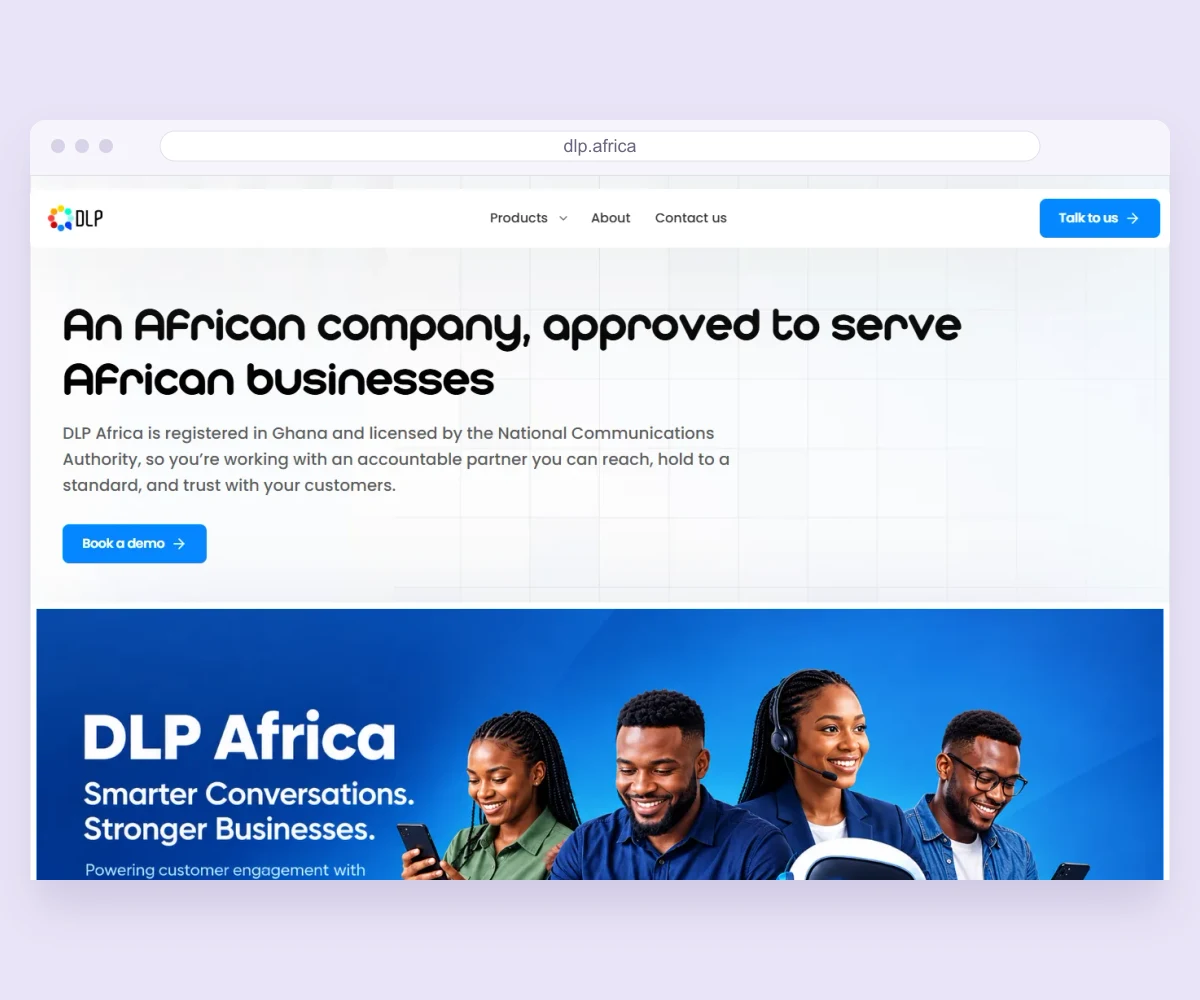 dlp.africa
DLP
Products
About
Contact us
Talk to us
An African company, approved to serve
African businesses
DLP Africa is registered in Ghana and licensed by the National Communications
Authority, so you’re working with an accountable partner you can reach, hold to a
standard, and trust with your customers.
Book a demo
DLP Africa
Smarter Conversations.
Stronger Businesses.
Powering customer engagement with